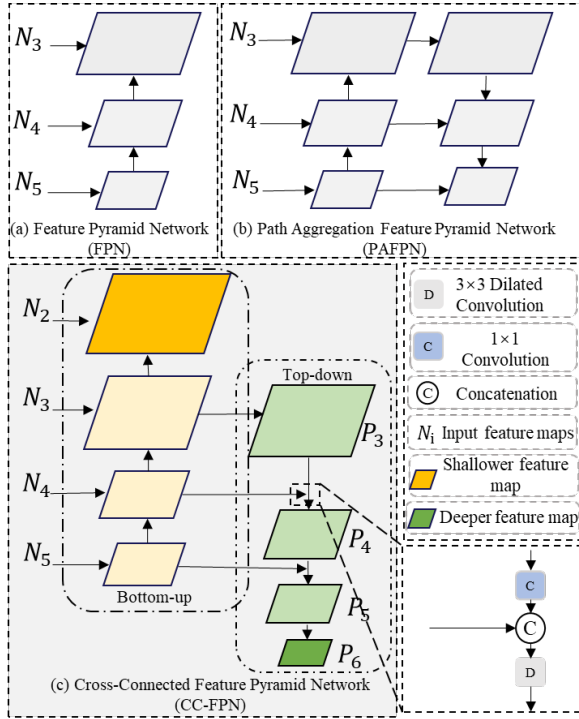 N3
N4
N5
(a) Feature Pyramid Network
(FPN)
N3
N4
N5
(b) Path Aggregation Feature Pyramid Network
(PAFPN)
N2
N3
N4
N5
Bottom-up
Top-down
P3
P4
P5
P6
(c) Cross-Connected Feature Pyramid Network
(CC-FPN)
D 3×3 Dilated
Convolution
C 1×1
Convolution
C Concatenation
Ni Input feature maps
Shallower feature
map
Deeper feature map
C
C
D